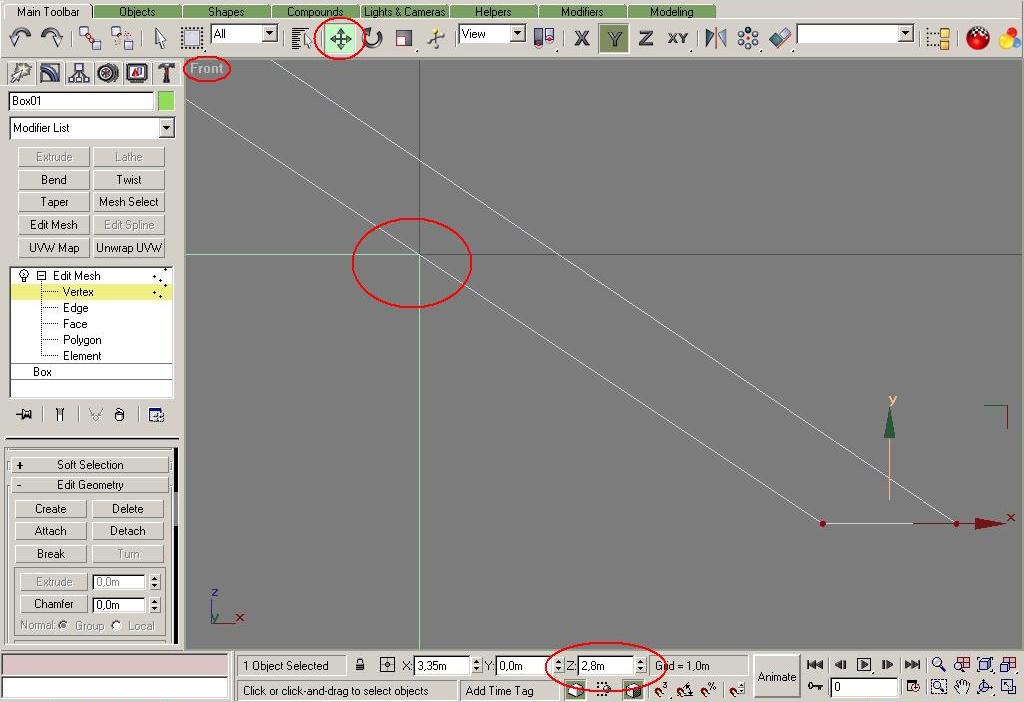 Main Toolbar Objects Shapes Compounds Lights & Cameras Helpers Modifiers Modeling
All View X Y Z XY
Front
Box01
Modifier List
Extrude Lathe
Bend Twist
Taper Mesh Select
Edit Mesh Edit Spline
UVW Map Unwrap UVW
Edit Mesh
Vertex
Edge
Face
Polygon
Element
Box
y
+ Soft Selection
- Edit Geometry
Create Delete
Attach Detach
x
Break Turn
Extrude 0,0m
Chamfer 0,0m
Normal: Group Local
z
y x
1 Object Selected X: 3,35m Y: 0,0m Z: 2,8m Grid = 1,0m
Animate
Click or click-and-drag to select objects Add Time Tag 3 % 0